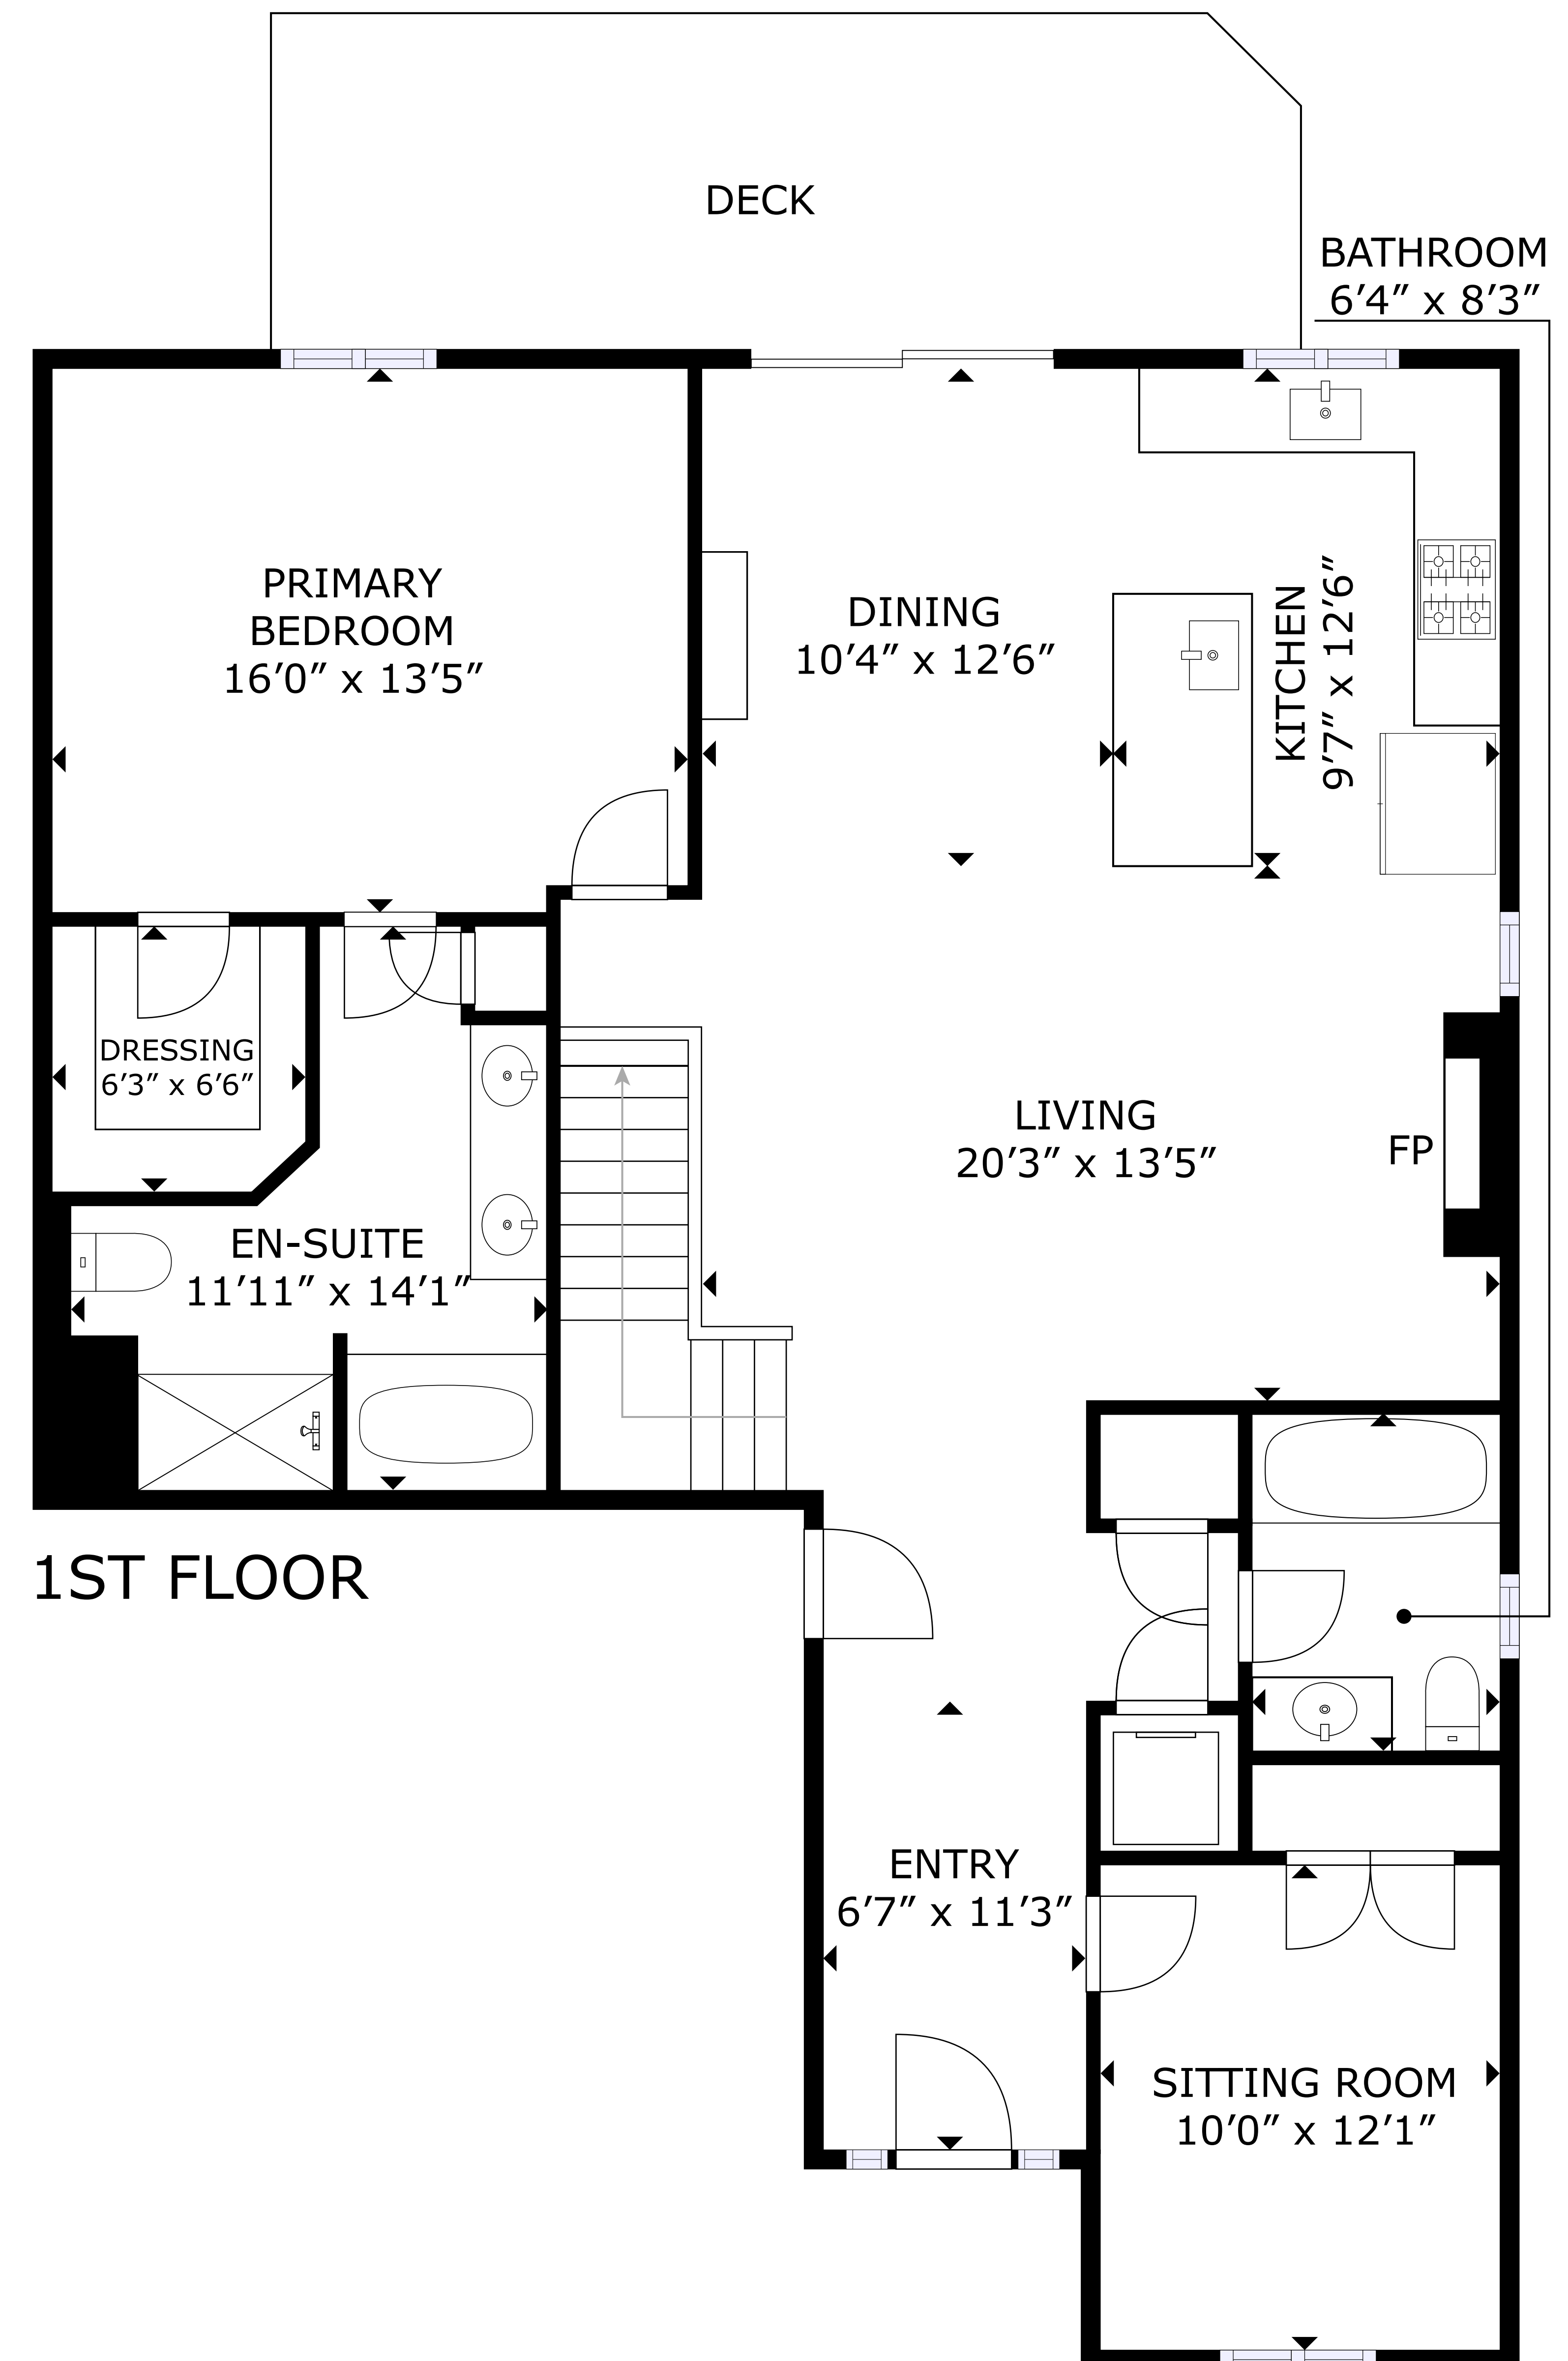 DECK
BATHROOM
6’4” x 8’3”
PRIMARY
BEDROOM
16’0” x 13’5”
DINING
10’4” x 12’6”
KITCHEN
9’7” x 12’6”
DRESSING
6’3” x 6’6”
LIVING
20’3” x 13’5”
FP
EN-SUITE
11’11” x 14’1”
1ST FLOOR
ENTRY
6’7” x 11’3”
SITTING ROOM
10’0” x 12’1”